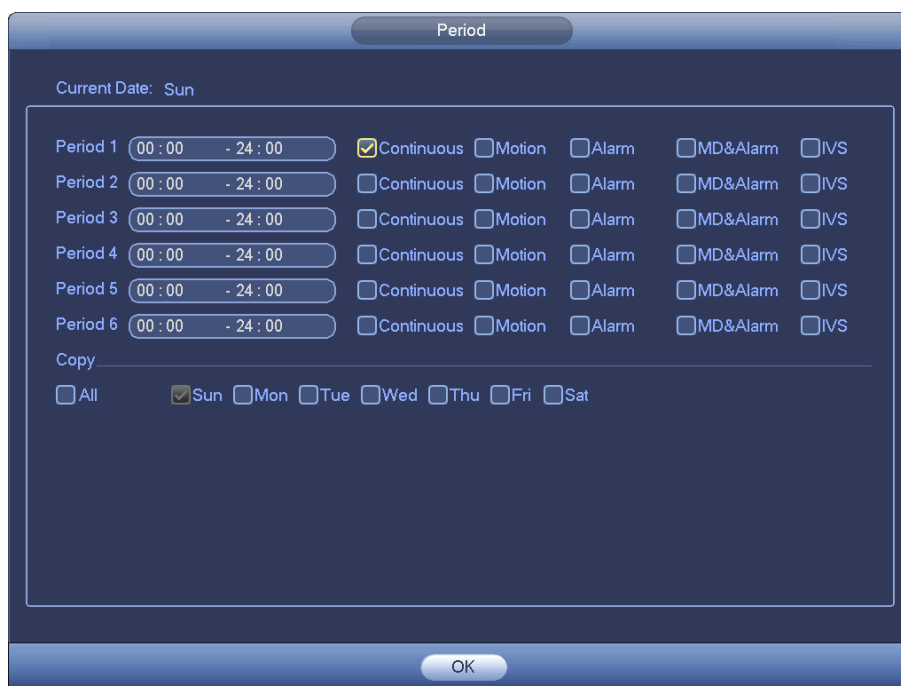 Period
Current Date: Sun
Period 1 00 : 00 - 24 : 00 Continuous Motion Alarm MD&Alarm IVS
Period 2 00 : 00 - 24 : 00 Continuous Motion Alarm MD&Alarm IVS
Period 3 00 : 00 - 24 : 00 Continuous Motion Alarm MD&Alarm IVS
Period 4 00 : 00 - 24 : 00 Continuous Motion Alarm MD&Alarm IVS
Period 5 00 : 00 - 24 : 00 Continuous Motion Alarm MD&Alarm IVS
Period 6 00 : 00 - 24 : 00 Continuous Motion Alarm MD&Alarm IVS
Copy
All Sun Mon Tue Wed Thu Fri Sat
OK